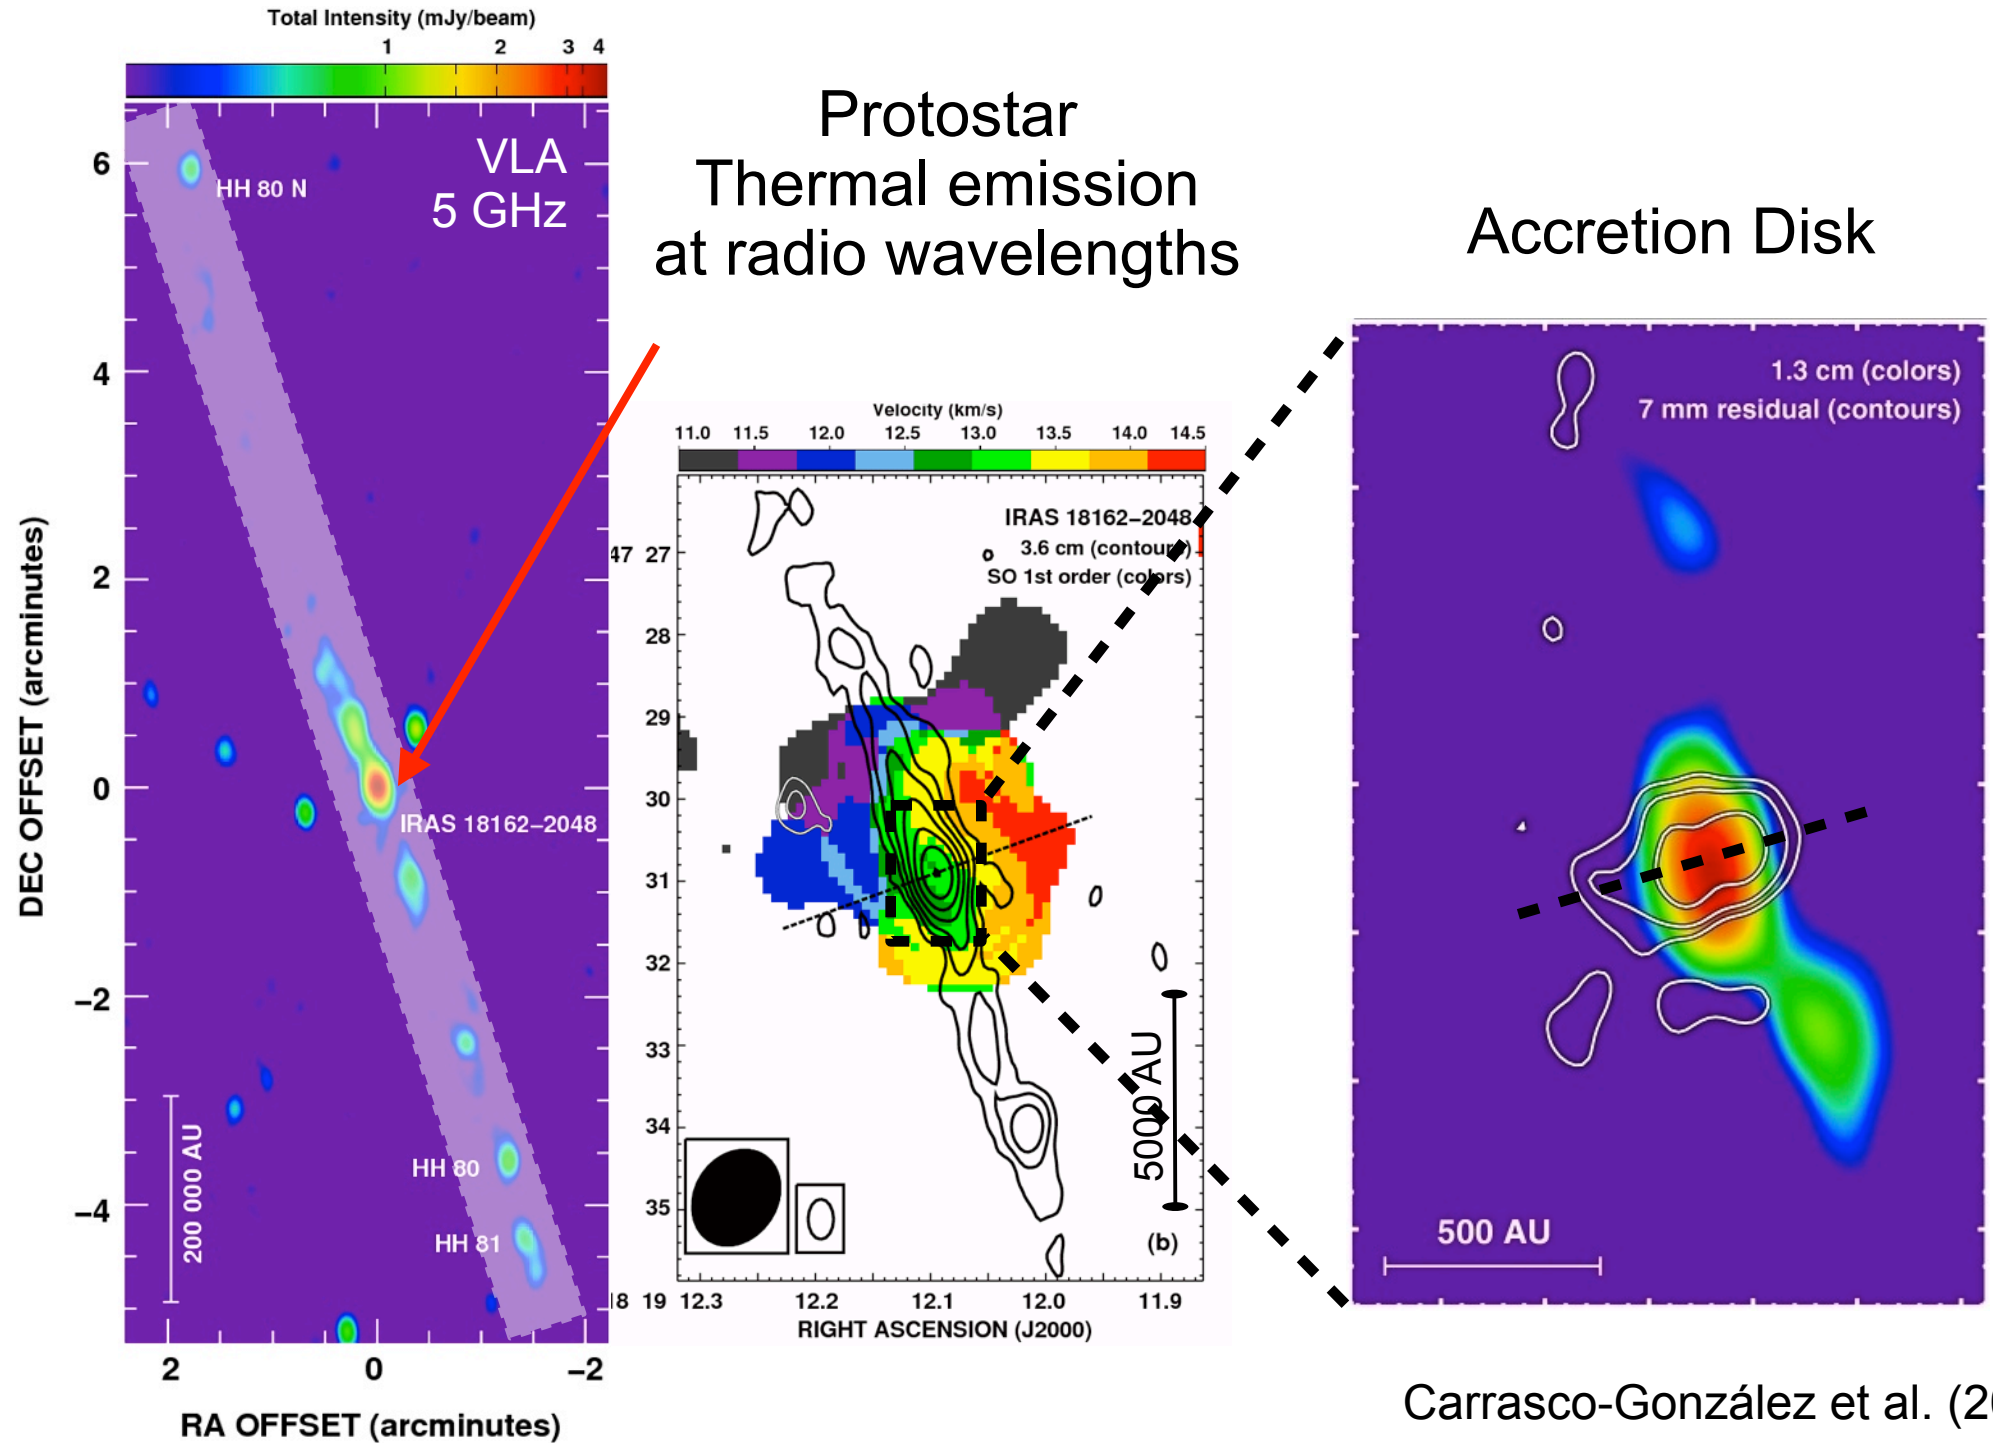 Total Intensity (mJy/beam)
1 2 3 4
VLA
5 GHz
HH 80 N
IRAS 18162−2048
HH 80
HH 81
200 000 AU
6
4
2
0
−2
−4
DEC OFFSET (arcminutes)
2 0 −2
RA OFFSET (arcminutes)
Protostar
Thermal emission
at radio wavelengths
Velocity (km/s)
11.0 11.5 12.0 12.5 13.0 13.5 14.0 14.5
IRAS 18162−2048
3.6 cm (contours)
SO 1st order (colors)
47 27
28
29
30
31
32
33
34
35
5000 AU
(b)
18 19 12.3 12.2 12.1 12.0 11.9
RIGHT ASCENSION (J2000)
Accretion Disk
1.3 cm (colors)
7 mm residual (contours)
500 AU
Carrasco-González et al.